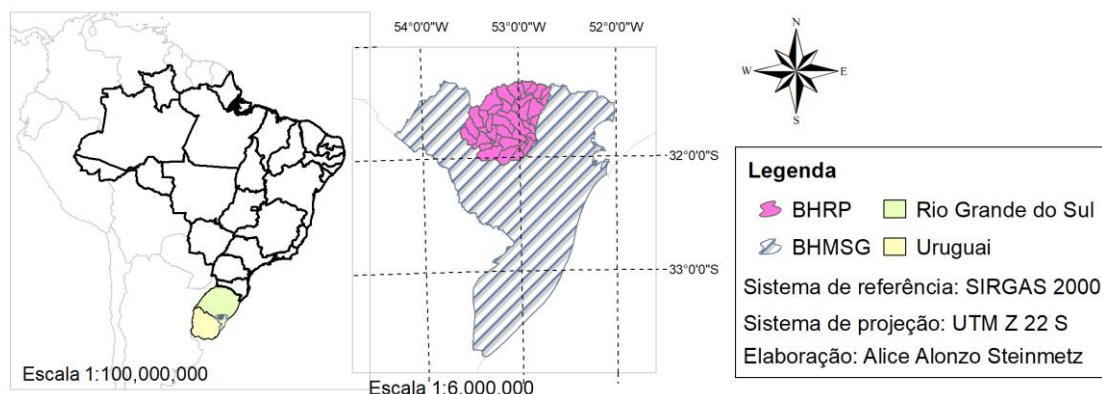 54°0'0"W 53°0'0"W 52°0'0"W
32°0'0"S
33°0'0"S
Escala 1:100,000,000
Escala 1:6,000,000
N
W E
S
Legenda
BHRP Rio Grande do Sul
BHMSG Uruguai
Sistema de referência: SIRGAS 2000
Sistema de projeção: UTM Z 22 S
Elaboração: Alice Alonzo Steinmetz